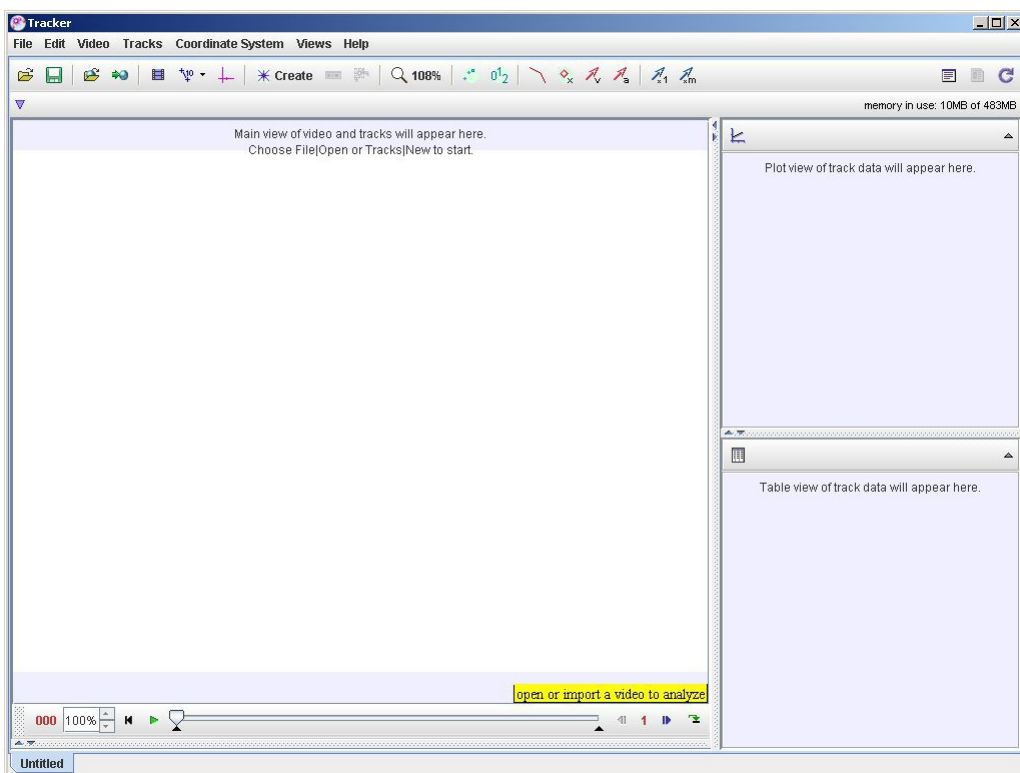 Tracker
File Edit Video Tracks Coordinate System Views Help
Create 108%
memory in use: 10MB of 483MB
Main view of video and tracks will appear here.
Choose File|Open or Tracks|New to start.
Plot view of track data will appear here.
Table view of track data will appear here.
open or import a video to analyze
000 100% 1
Untitled